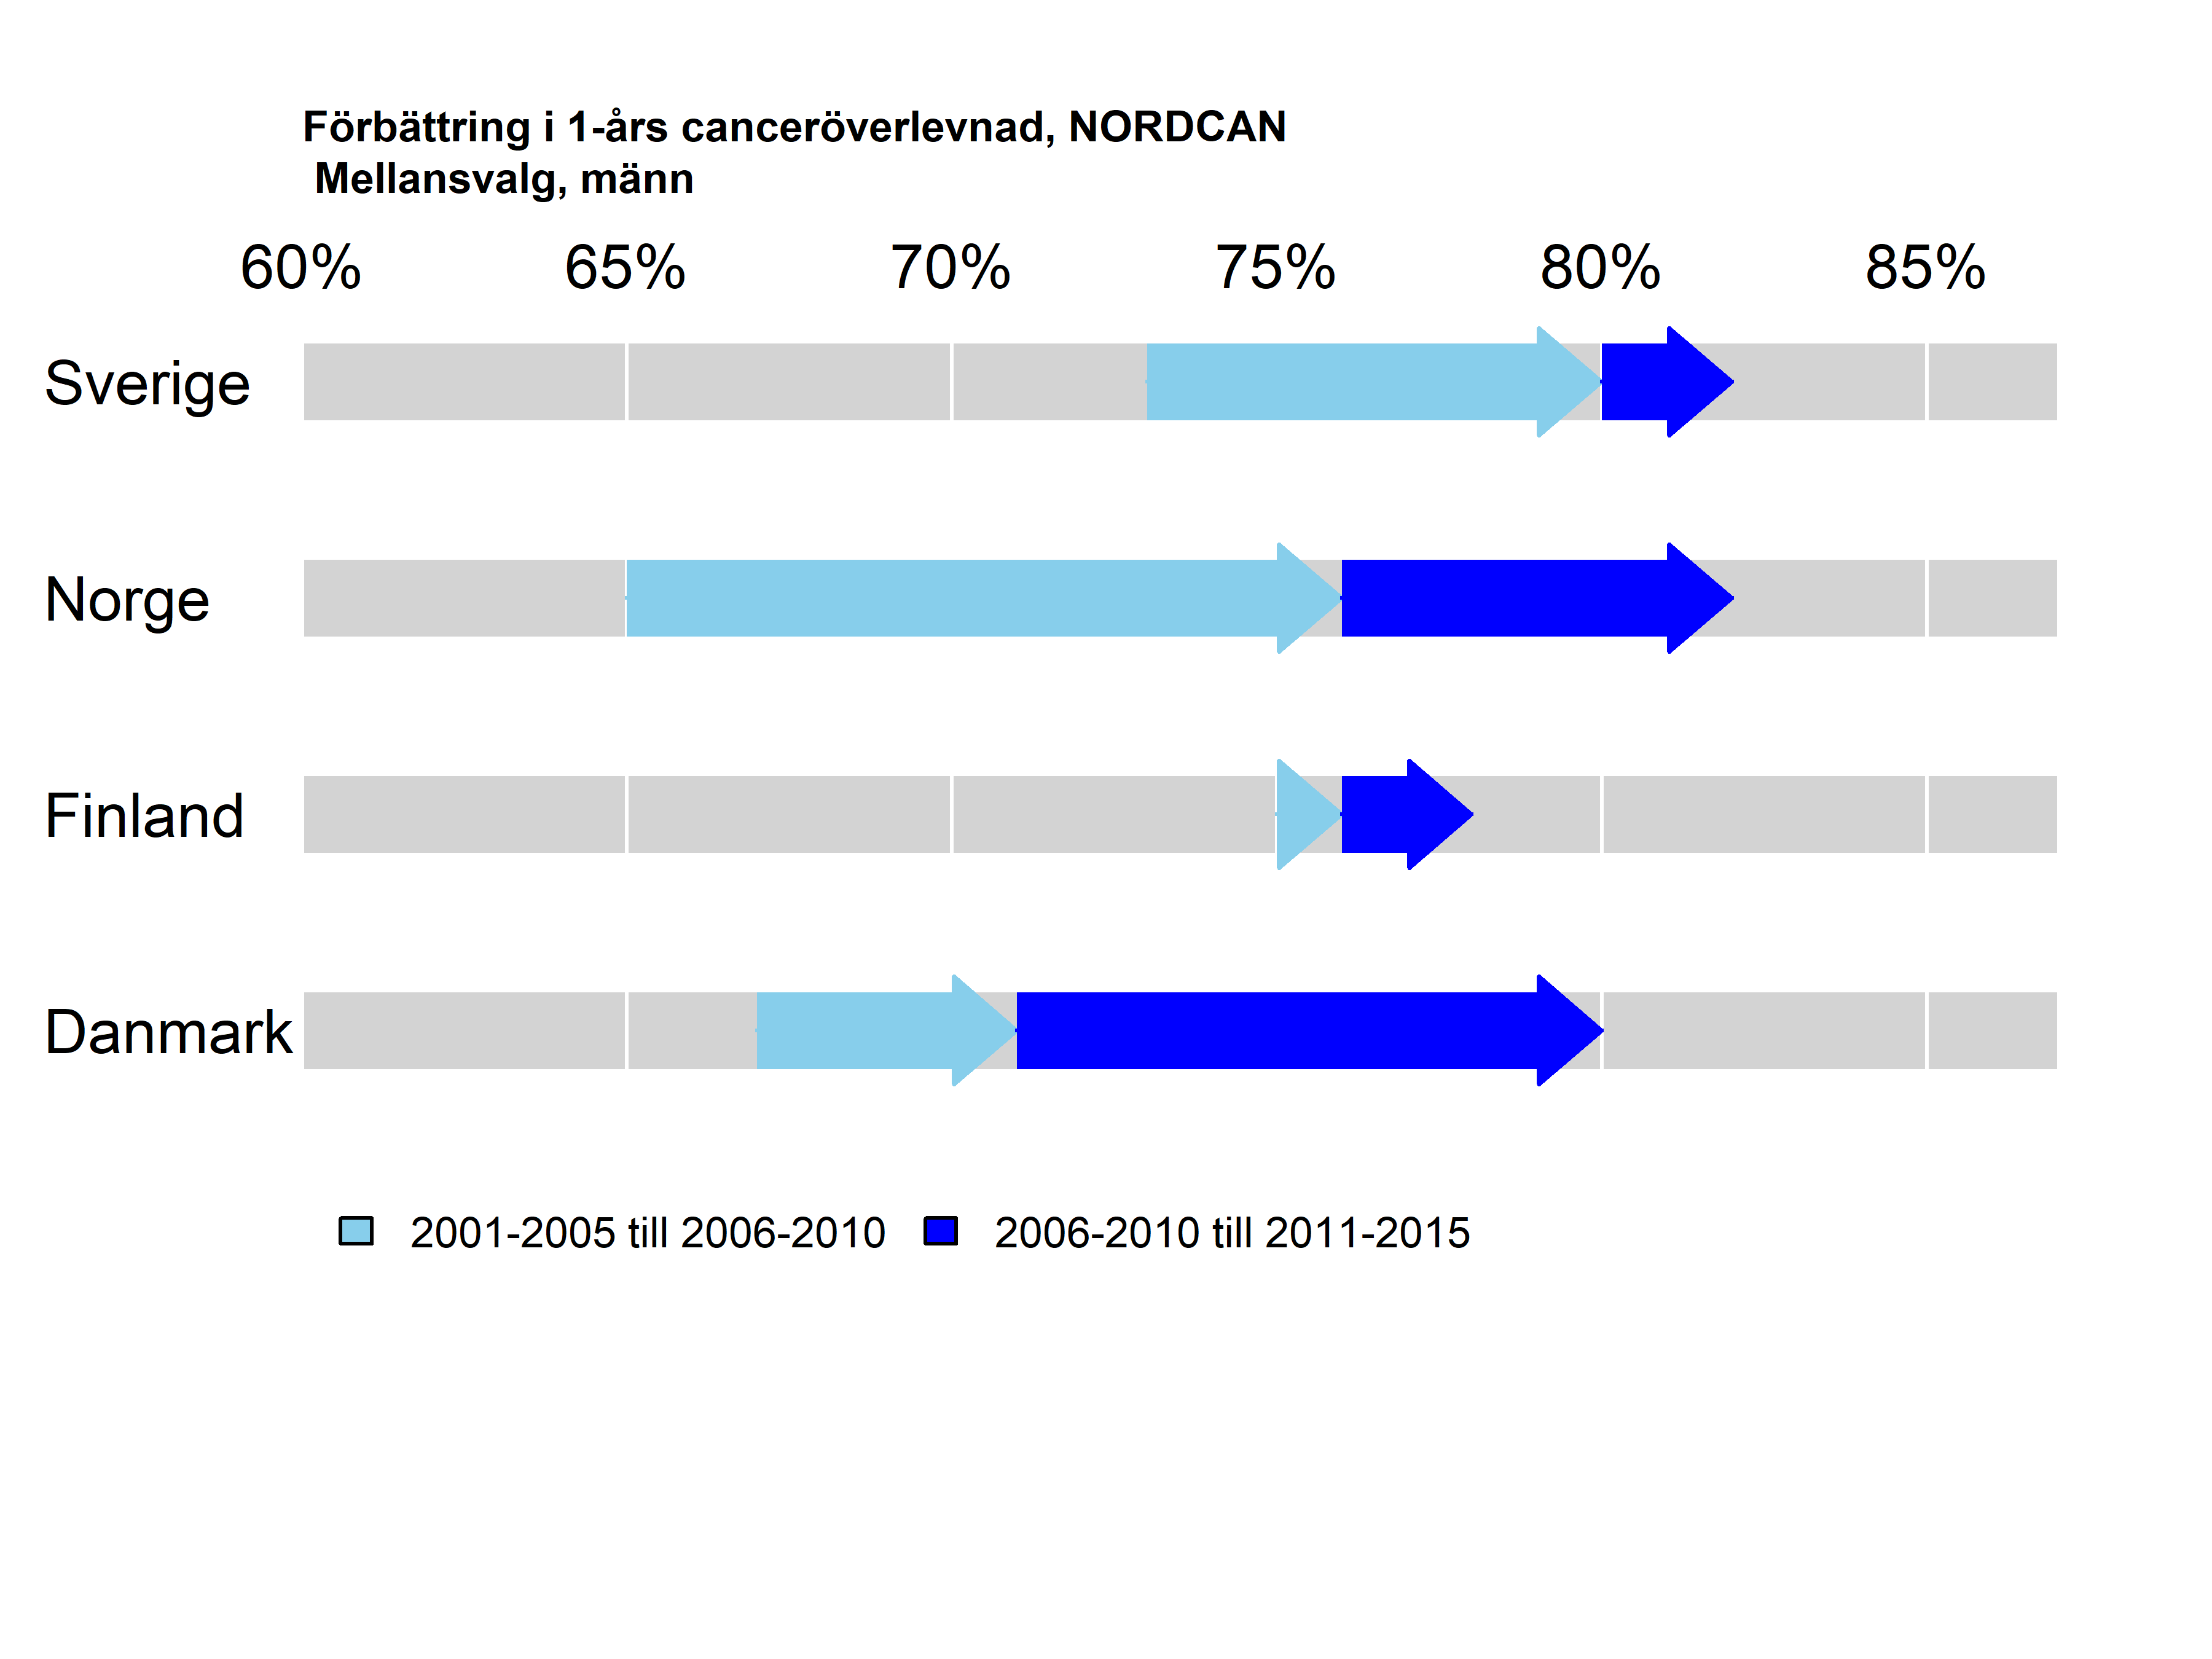 Förbättring i 1-års canceröverlevnad, NORDCAN
Mellansvalg, männ
60% 65% 70% 75% 80% 85%
Sverige
Norge
Finland
Danmark
2001-2005 till 2006-2010 2006-2010 till 2011-2015